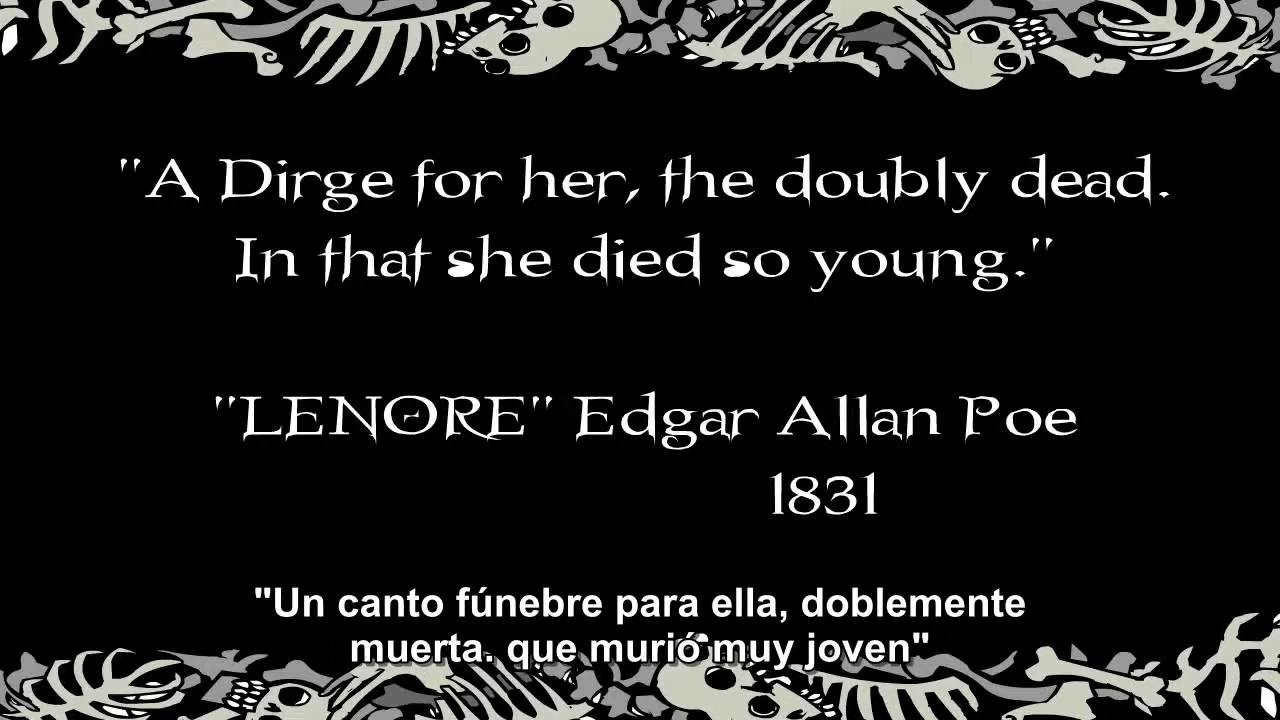 "A Dirge for her, the doubly dead.
In that she died so young."
"LENORE" Edgar Allan Poe
1831
"Un canto fúnebre para ella, doblemente
muerta. que murió muy joven"